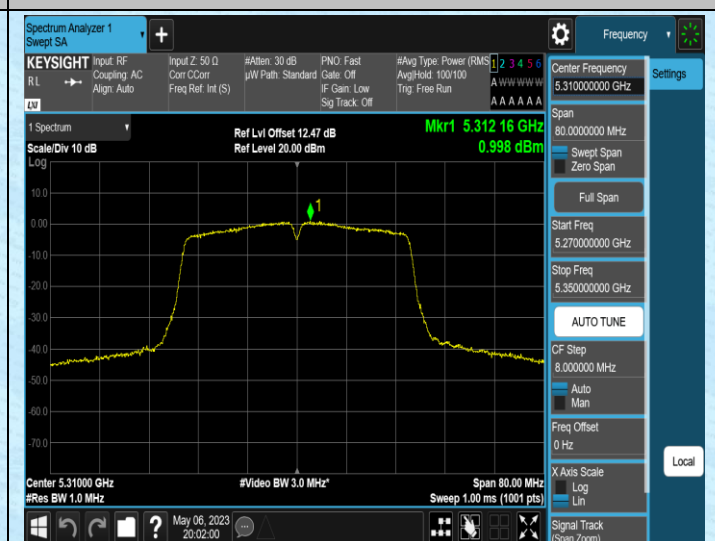 Spectrum Analyzer 1
Swept SA
Frequency
KEYSIGHT
RL
LXI
Input: RF
Coupling: AC
Align: Auto
Input Z: 50 Ω
Corr CCorr
Freq Ref: Int (S)
#Atten: 30 dB
µW Path: Standard
PNO: Fast
Gate: Off
IF Gain: Low
Sig Track: Off
#Avg Type: Power (RMS
Avg|Hold: 100/100
Trig: Free Run
1 2 3 4 5 6
A W W W W W
A A A A A A
1 Spectrum
Scale/Div 10 dB
Ref Lvl Offset 12.47 dB
Ref Level 20.00 dBm
Mkr1 5.312 16 GHz
0.998 dBm
Log
10.0
0.00
-10.0
-20.0
-30.0
-40.0
-50.0
-60.0
-70.0
1
Center 5.31000 GHz
#Res BW 1.0 MHz
#Video BW 3.0 MHz*
Span 80.00 MHz
Sweep 1.00 ms (1001 pts)
Center Frequency
5.310000000 GHz
Settings
Span
80.0000000 MHz
Swept Span
Zero Span
Full Span
Start Freq
5.270000000 GHz
Stop Freq
5.350000000 GHz
AUTO TUNE
CF Step
8.000000 MHz
Auto
Man
Freq Offset
0 Hz
X Axis Scale
Log
Lin
Local
Signal Track
(Span Zoom)
?
May 06, 2023
20:02:00